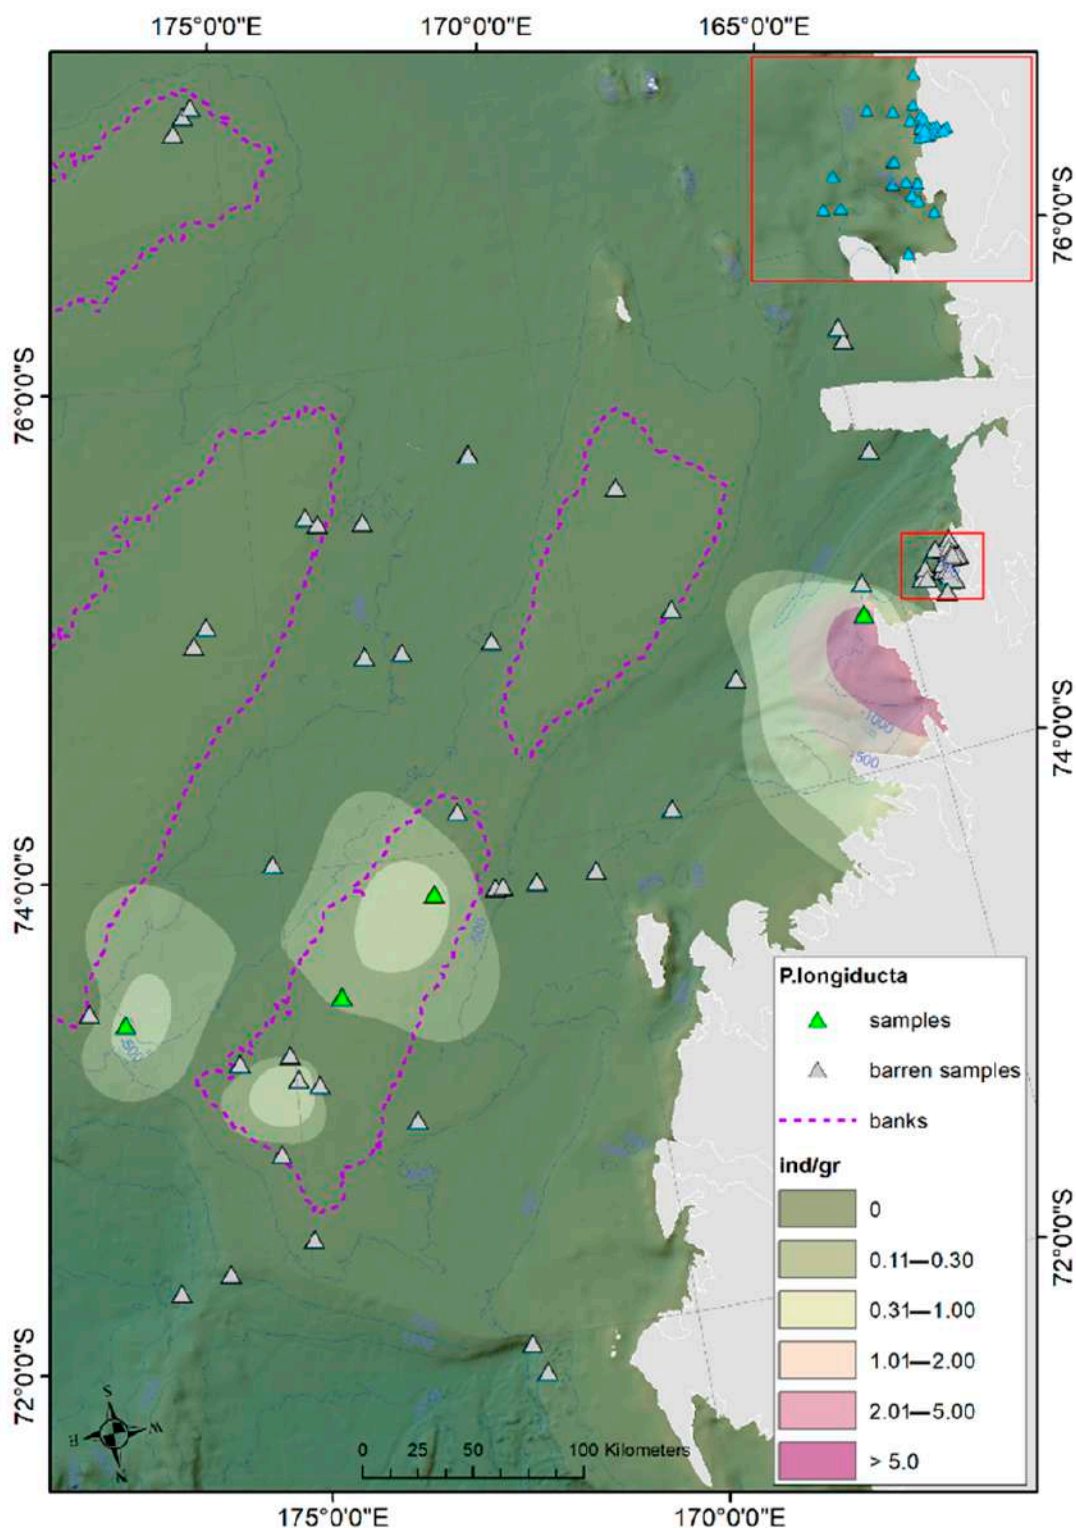 175°0'0"E 170°0'0"E 165°0'0"E
76°0'0"S
76°0'0"S
74°0'0"S
74°0'0"S
72°0'0"S
72°0'0"S
-1000
-500
-500
-500
P.longiducta
samples
barren samples
banks
ind/gr
0
0.11—0.30
0.31—1.00
1.01—2.00
2.01—5.00
> 5.0
S
E W
N
0 25 50 100 Kilometers
175°0'0"E 170°0'0"E